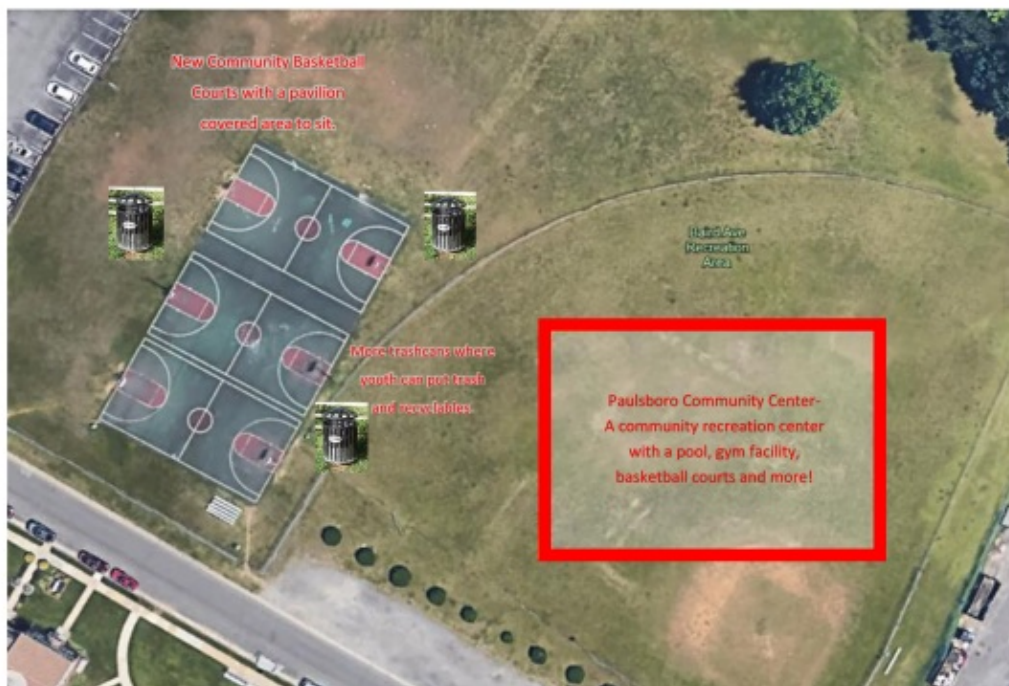 New Community Basketball
Courts with a pavilion
covered area to sit.
Baird Ave
Recreation
Area
More trashcans where
youth can put trash
and recyclables.
Paulsboro Community Center-
A community recreation center
with a pool, gym facility,
basketball courts and more!